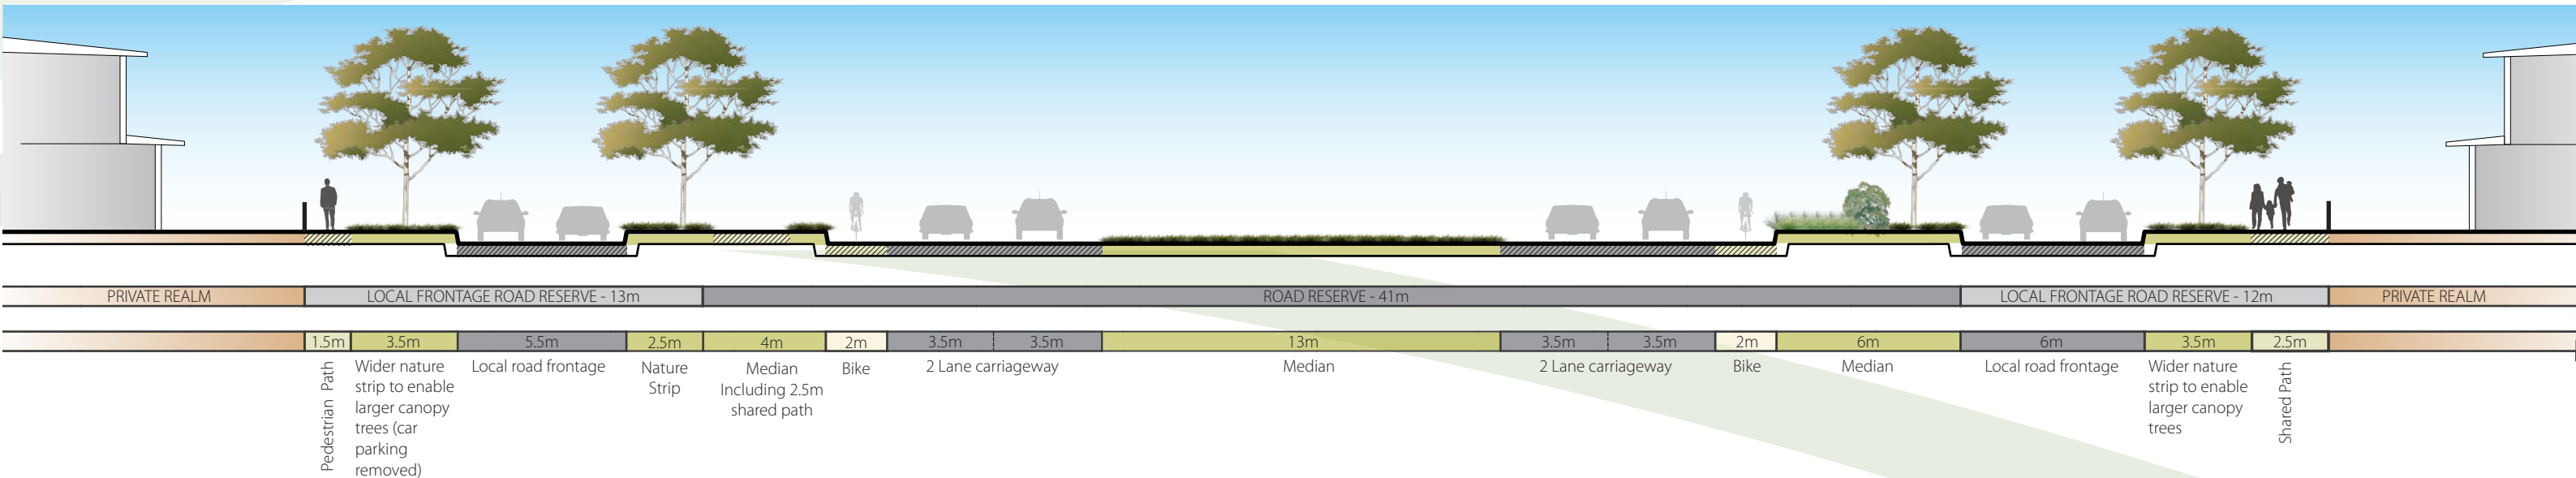 PRIVATE REALM
LOCAL FRONTAGE ROAD RESERVE - 13m
ROAD RESERVE - 41m
LOCAL FRONTAGE ROAD RESERVE - 12m
PRIVATE REALM
1.5m
3.5m
5.5m
2.5m
4m
2m
3.5m
3.5m
13m
3.5m
3.5m
2m
6m
6m
3.5m
2.5m
Pedestrian Path
Wider nature
strip to enable
larger canopy
trees (car
parking
removed)
Local road frontage
Nature
Strip
Median
Including 2.5m
shared path
Bike
2 Lane carriageway
Median
2 Lane carriageway
Bike
Median
Local road frontage
Wider nature
strip to enable
larger canopy
trees
Shared Path